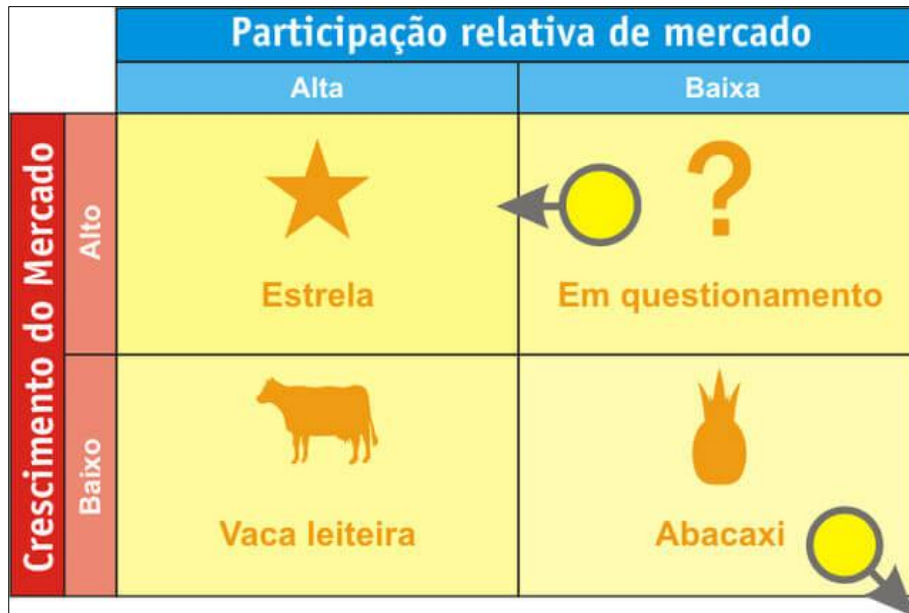 Participação relativa de mercado
Alta
Baixa
Crescimento do Mercado
Alto
?
Estrela
Em questionamento
Baixo
Vaca leiteira
Abacaxi